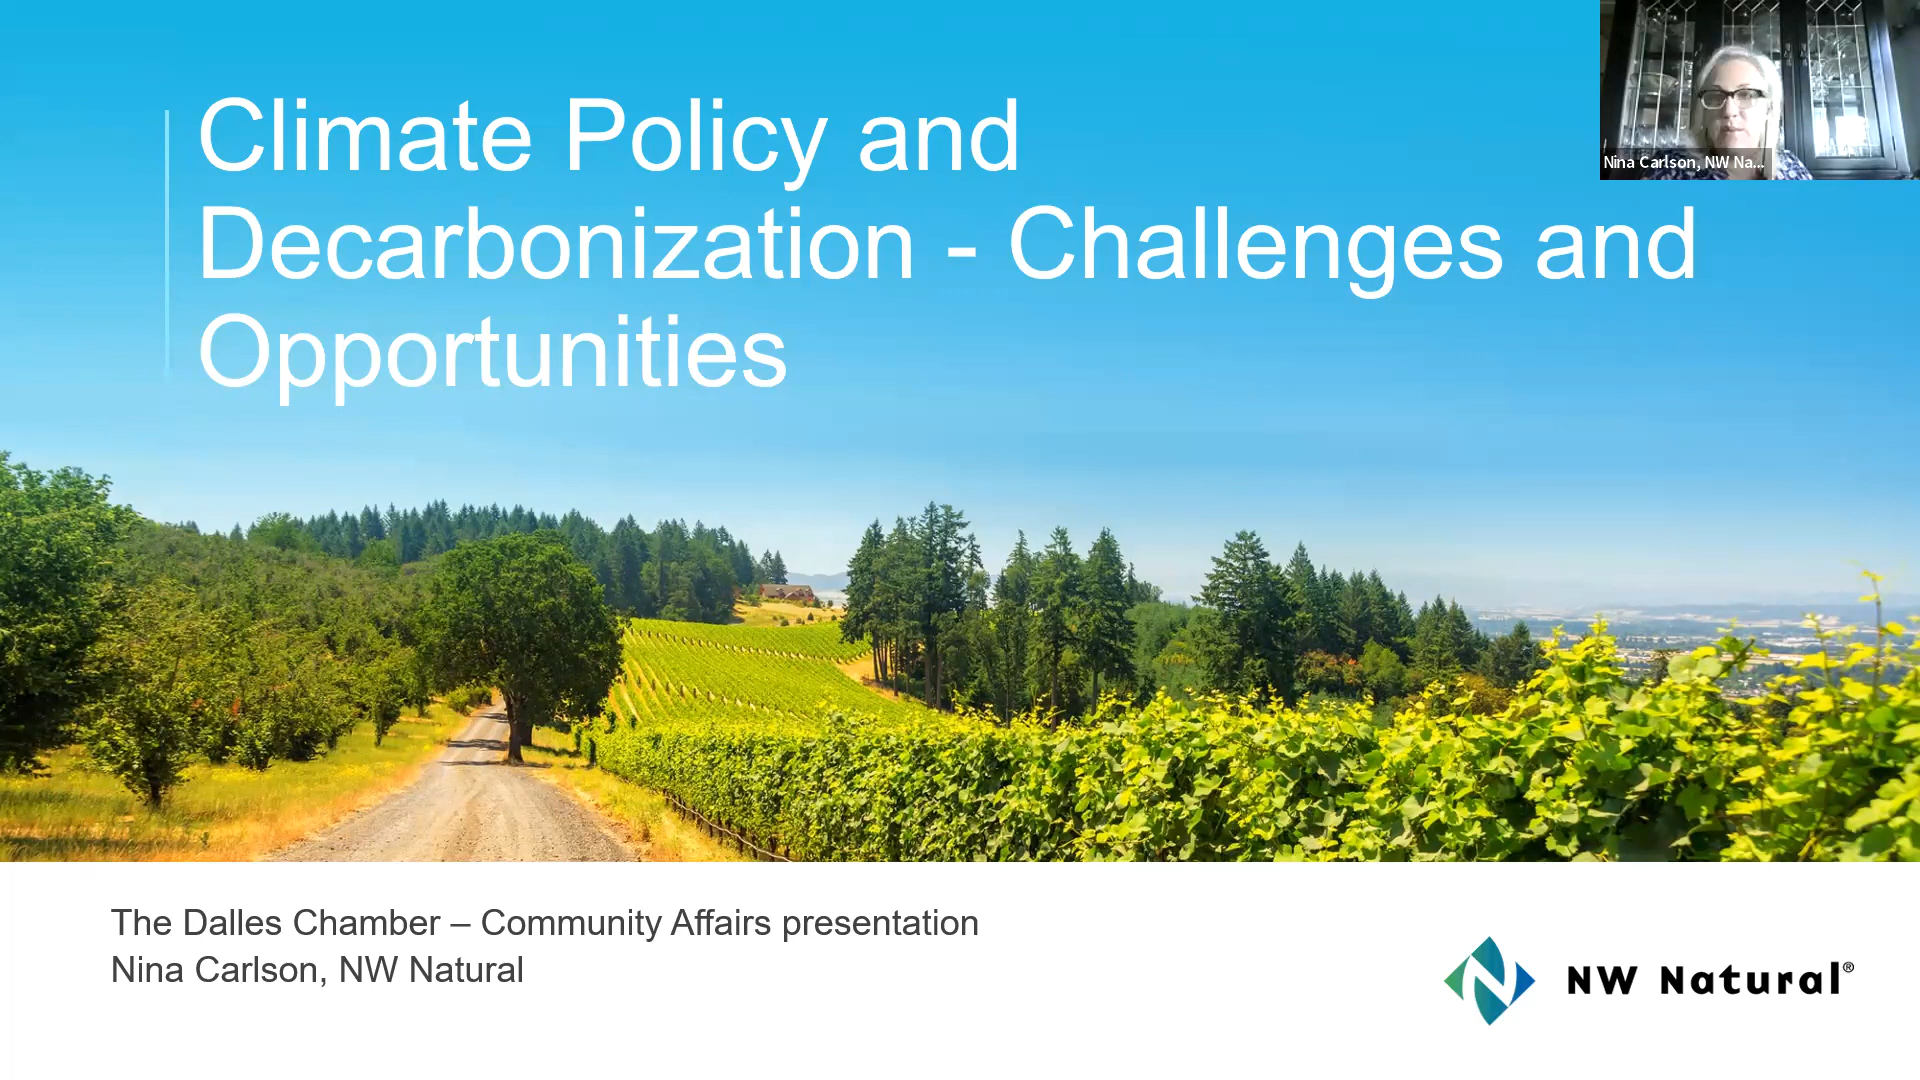 Climate Policy and
Decarbonization - Challenges and
Opportunities
Nina Carlson, NW Na...
The Dalles Chamber – Community Affairs presentation
Nina Carlson, NW Natural
NW Natural®